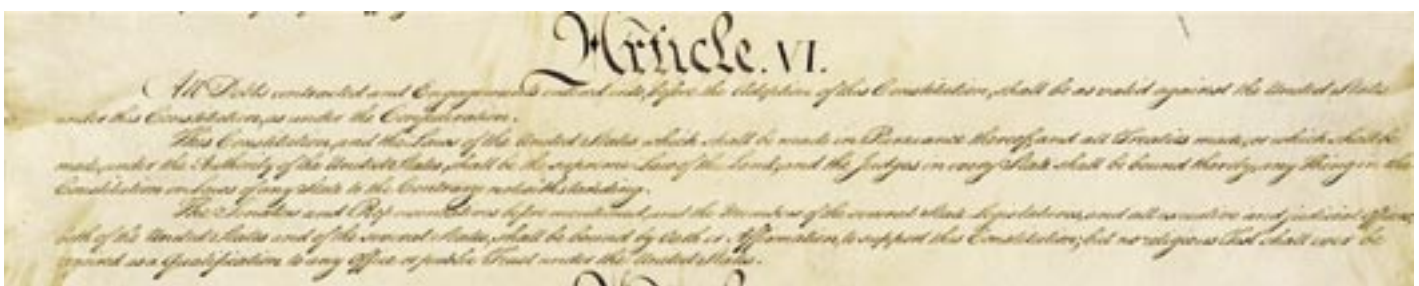 Article. VI.
All Debts contracted and Engagements entered into, before the Adoption of this Constitution, shall be as valid against the United States
under this Constitution, as under the Confederation.
This Constitution, and the Laws of the United States which shall be made in Pursuance thereof; and all Treaties made, or which shall be
made, under the Authority of the United States, shall be the supreme Law of the Land; and the Judges in every State shall be bound thereby, any Thing in the
Constitution or Laws of any State to the Contrary notwithstanding.
The Senators and Representatives before mentioned, and the Members of the several State Legislatures, and all executive and judicial Officers,
both of the United States and of the several States, shall be bound by Oath or Affirmation, to support this Constitution; but no religious Test shall ever be
required as a Qualification to any Office or public Trust under the United States.